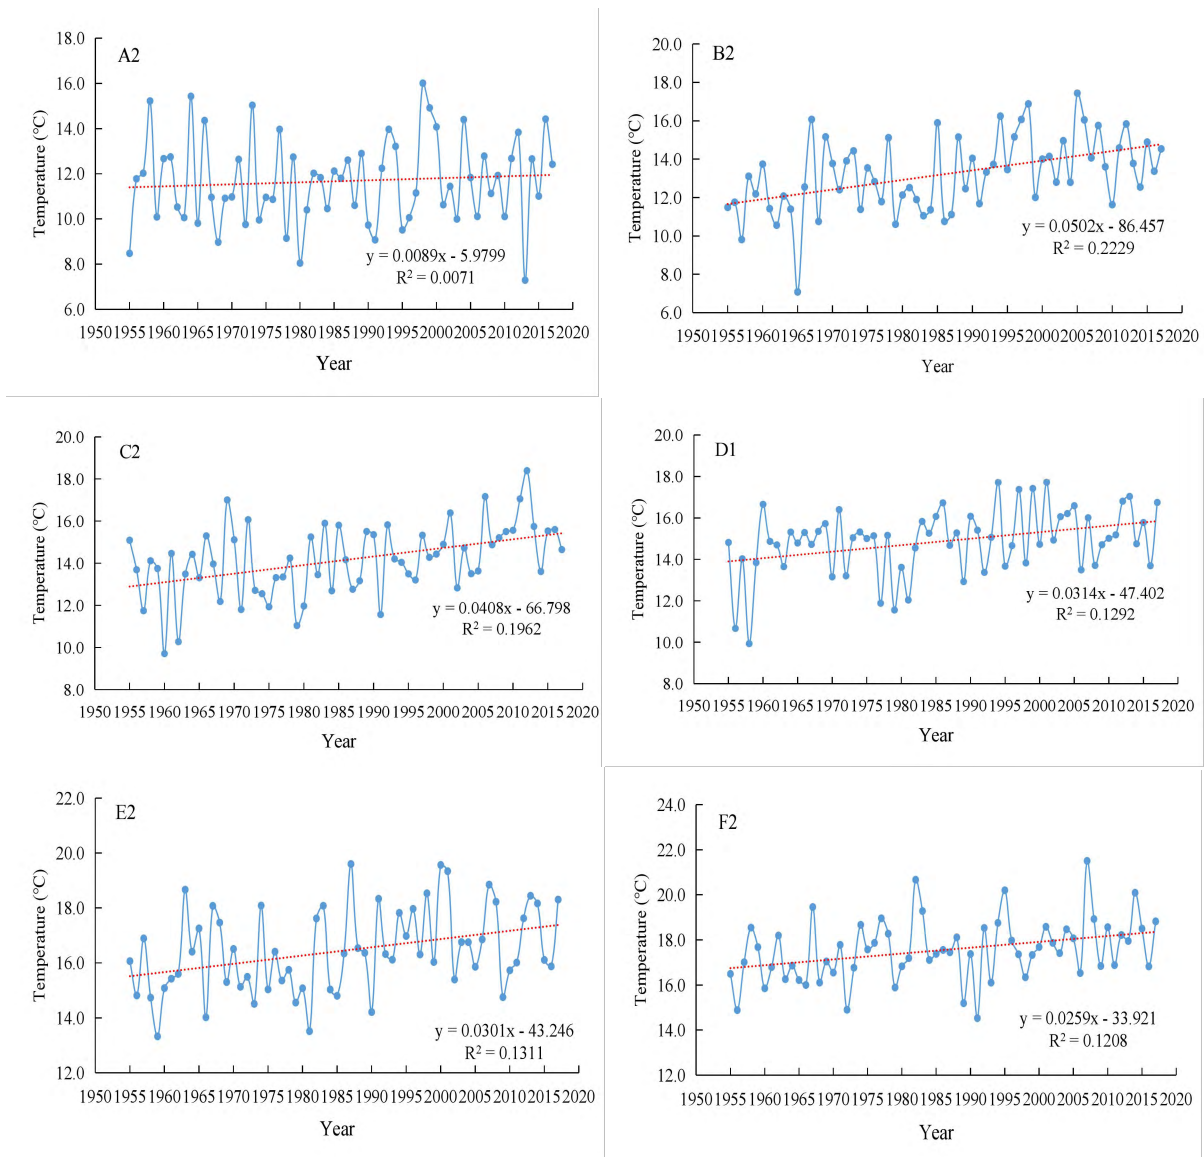 A2
Temperature (°C)
18.0
16.0
14.0
12.0
10.0
8.0
6.0
y = 0.0089x - 5.9799
R² = 0.0071
1950 1955 1960 1965 1970 1975 1980 1985 1990 1995 2000 2005 2010 2015 2020
Year
B2
Temperature (°C)
20.0
18.0
16.0
14.0
12.0
10.0
8.0
6.0
y = 0.0502x - 86.457
R² = 0.2229
1950 1955 1960 1965 1970 1975 1980 1985 1990 1995 2000 2005 2010 2015 2020
Year
C2
Temperature (°C)
20.0
18.0
16.0
14.0
12.0
10.0
8.0
y = 0.0408x - 66.798
R² = 0.1962
1950 1955 1960 1965 1970 1975 1980 1985 1990 1995 2000 2005 2010 2015 2020
Year
D1
Temperature (°C)
20.0
18.0
16.0
14.0
12.0
10.0
8.0
y = 0.0314x - 47.402
R² = 0.1292
1950 1955 1960 1965 1970 1975 1980 1985 1990 1995 2000 2005 2010 2015 2020
Year
E2
Temperature (°C)
22.0
20.0
18.0
16.0
14.0
12.0
y = 0.0301x - 43.246
R² = 0.1311
1950 1955 1960 1965 1970 1975 1980 1985 1990 1995 2000 2005 2010 2015 2020
Year
F2
Temperature (°C)
24.0
22.0
20.0
18.0
16.0
14.0
12.0
y = 0.0259x - 33.921
R² = 0.1208
1950 1955 1960 1965 1970 1975 1980 1985 1990 1995 2000 2005 2010 2015 2020
Year